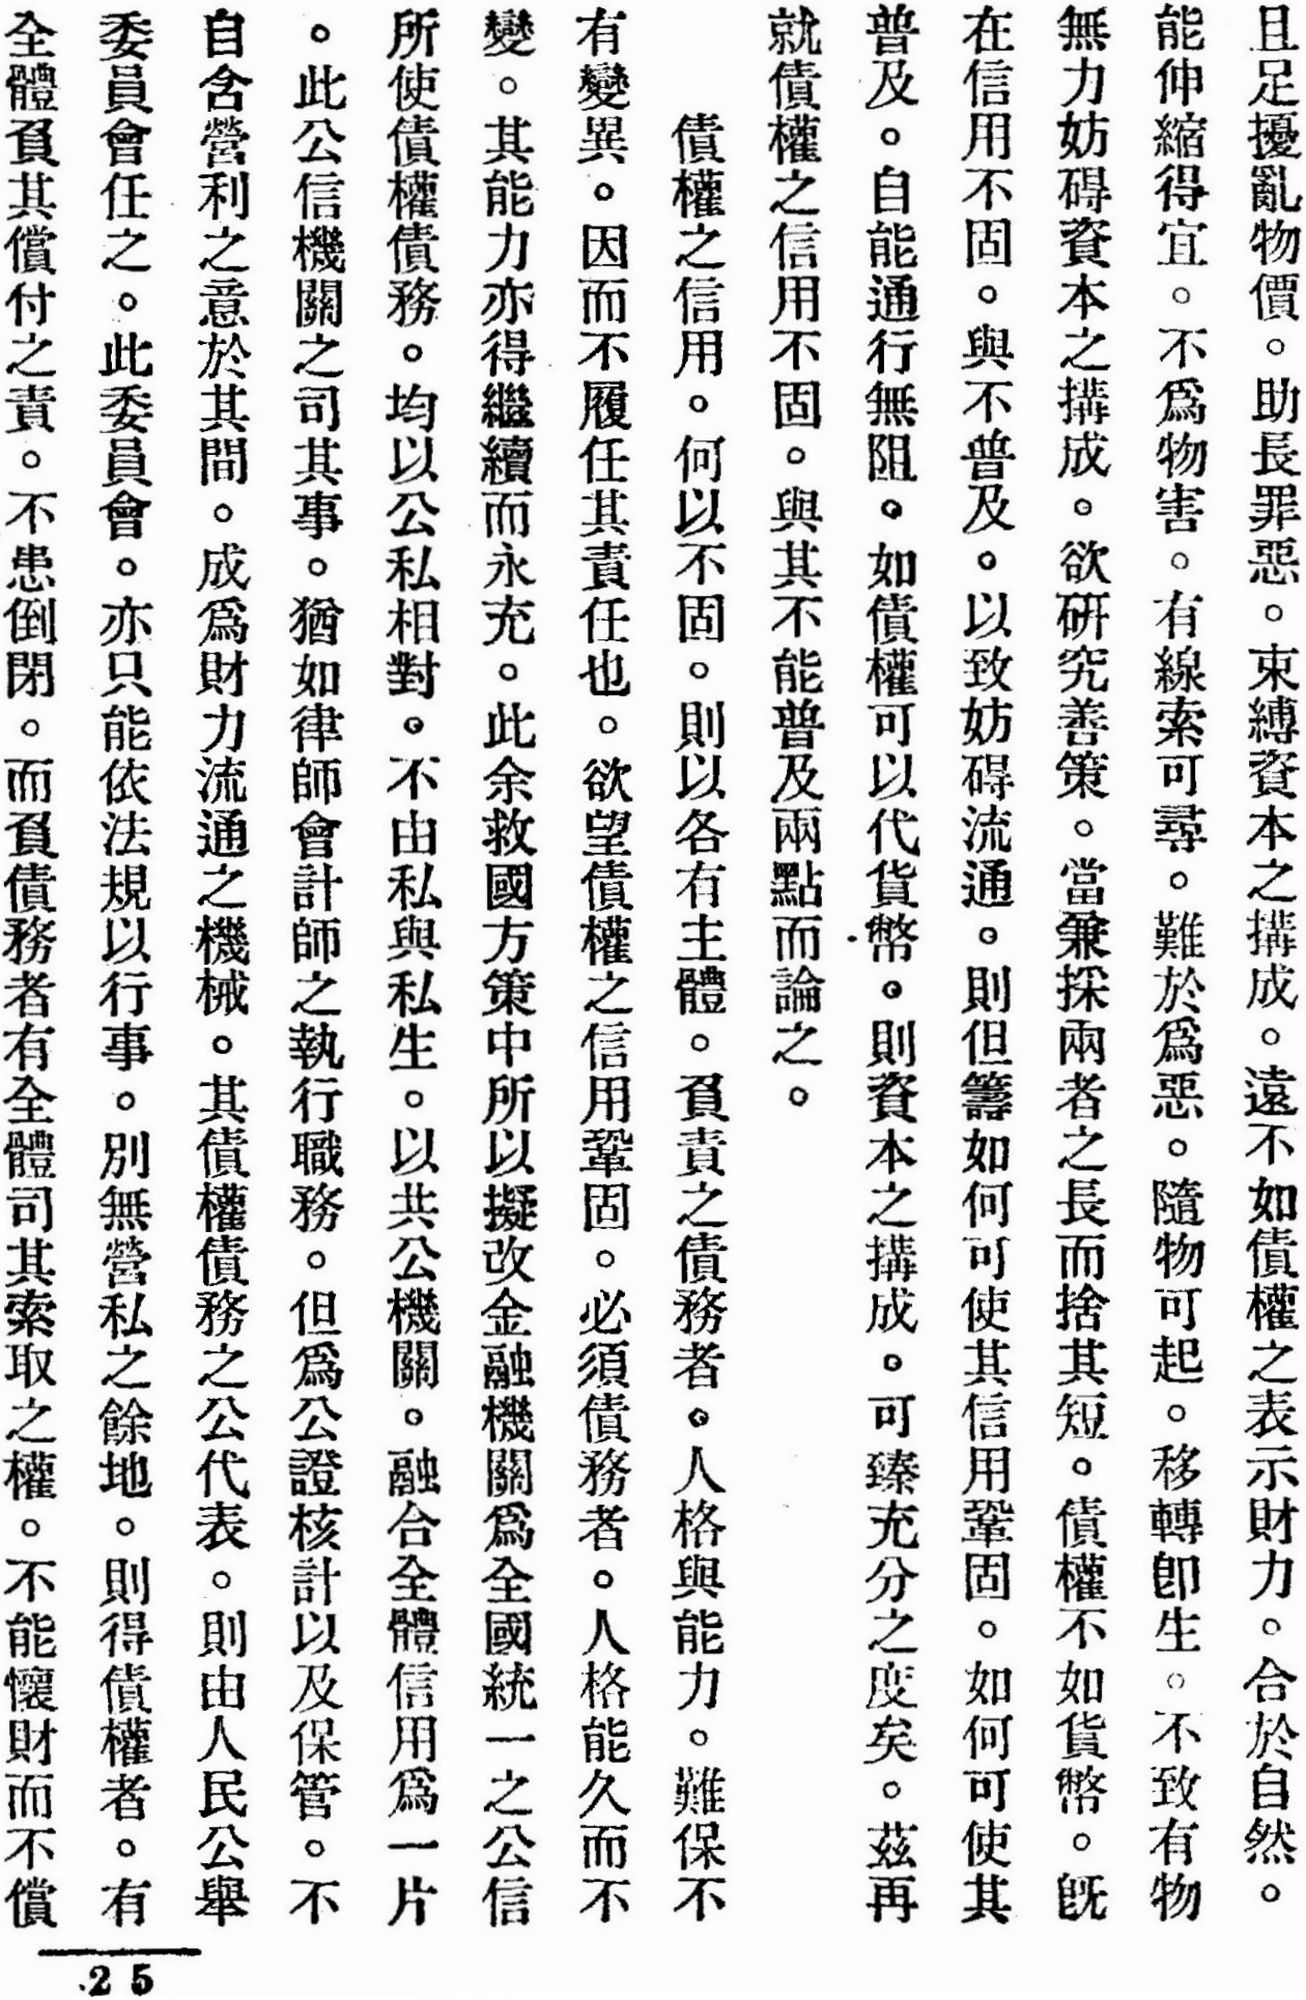 且足擾亂物價。助長罪惡。束縛資本之搆成。遠不如債權之表示財力。合於自然。
能伸縮得宜。不爲物害。有線索可尋。難於爲惡。隨物可起。移轉卽生。不致有物
無力妨碍資本之搆成。欲研究善策。當兼採兩者之長而捨其短。債權不如貨幣。旣
在信用不固。與不普及。以致妨碍流通。則但籌如何可使其信用鞏固。如何可使其
普及。自能通行無阻。如債權可以代貨幣。則資本之搆成。可臻充分之度矣。茲再
就債權之信用不固。與其不能普及兩點而論之。
債權之信用。何以不固。則以各有主體。負責之債務者。人格與能力。難保不
有變異。因而不履任其責任也。欲望債權之信用鞏固。必須債務者。人格能久而不
變。其能力亦得繼續而永充。此余救國方策中所以擬改金融機關爲全國統一之公信
所使債權債務。均以公私相對。不由私與私生。以共公機關。融合全體信用爲一片
。此公信機關之司其事。猶如律師會計師之執行職務。但爲公證核計以及保管。不
自含營利之意於其間。成爲財力流通之機械。其債權債務之公代表。則由人民公舉
委員會任之。此委員會。亦只能依法規以行事。別無營私之餘地。則得債權者。有
全體負其償付之責。不患倒閉。而負債務者有全體司其索取之權。不能懷財而不償
25